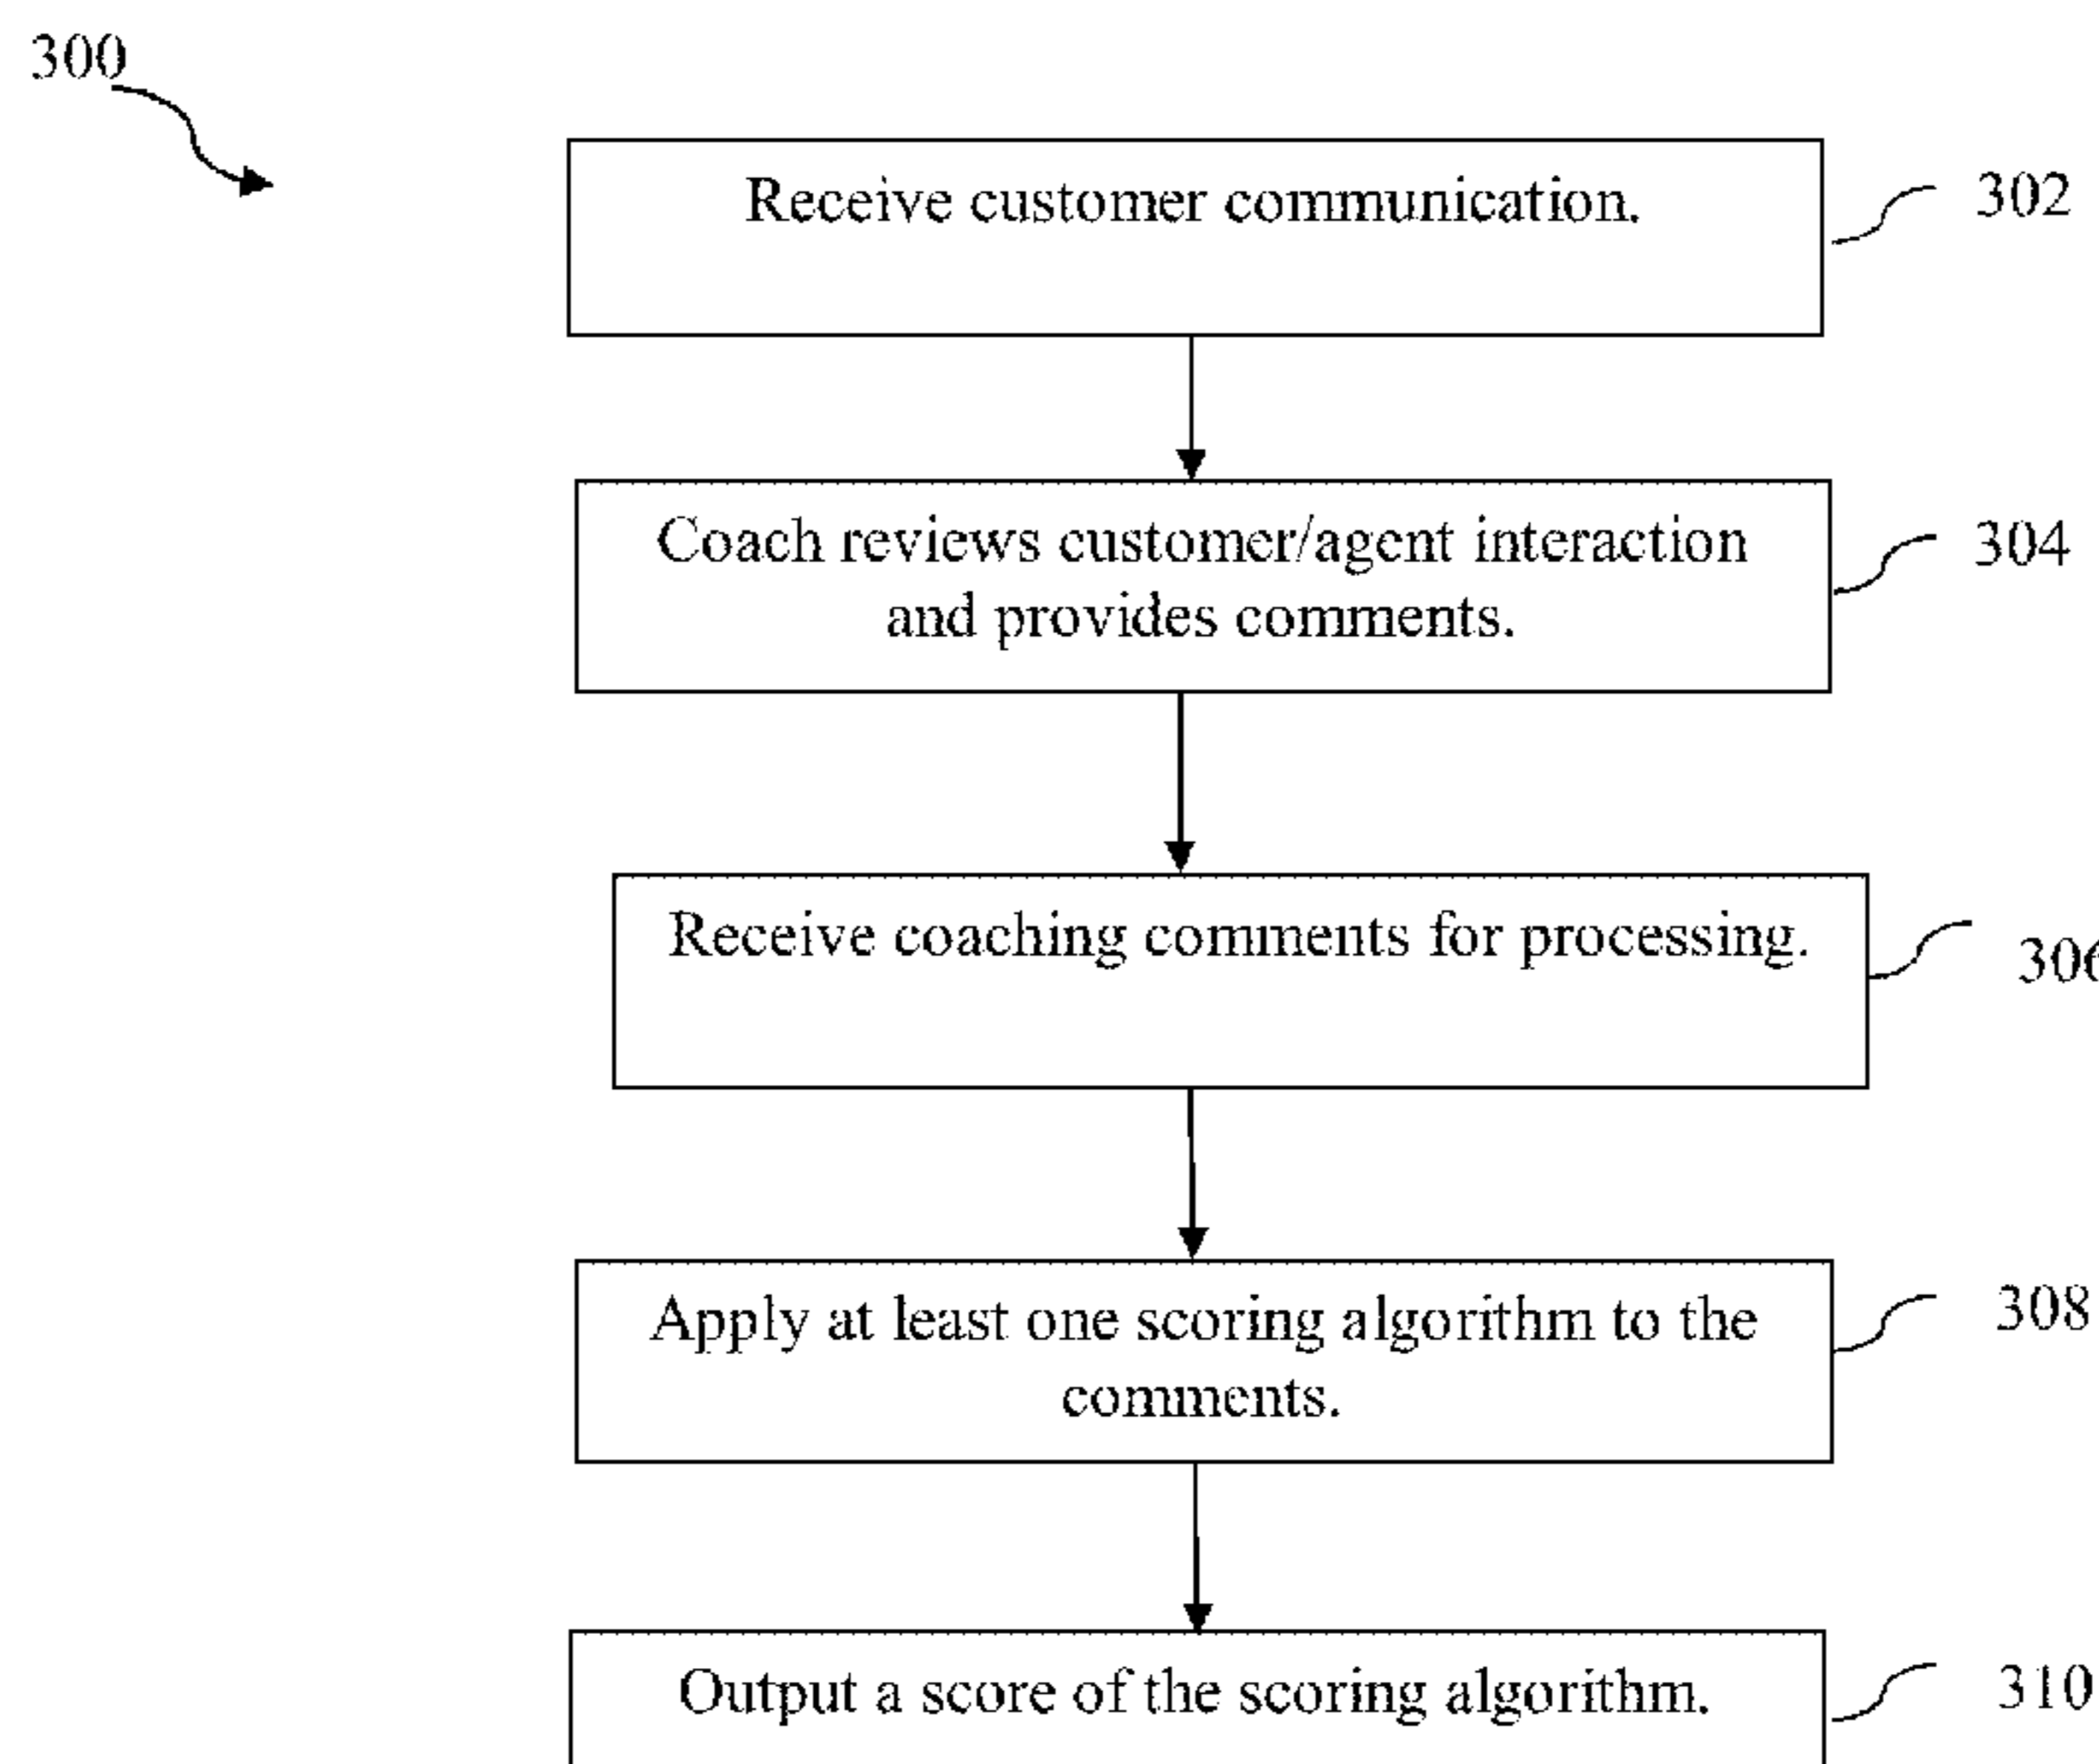 300
Receive customer communication.
302
Coach reviews customer/agent interaction
and provides comments.
304
Receive coaching comments for processing.
306
Apply at least one scoring algorithm to the
comments.
308
Output a score of the scoring algorithm.
310